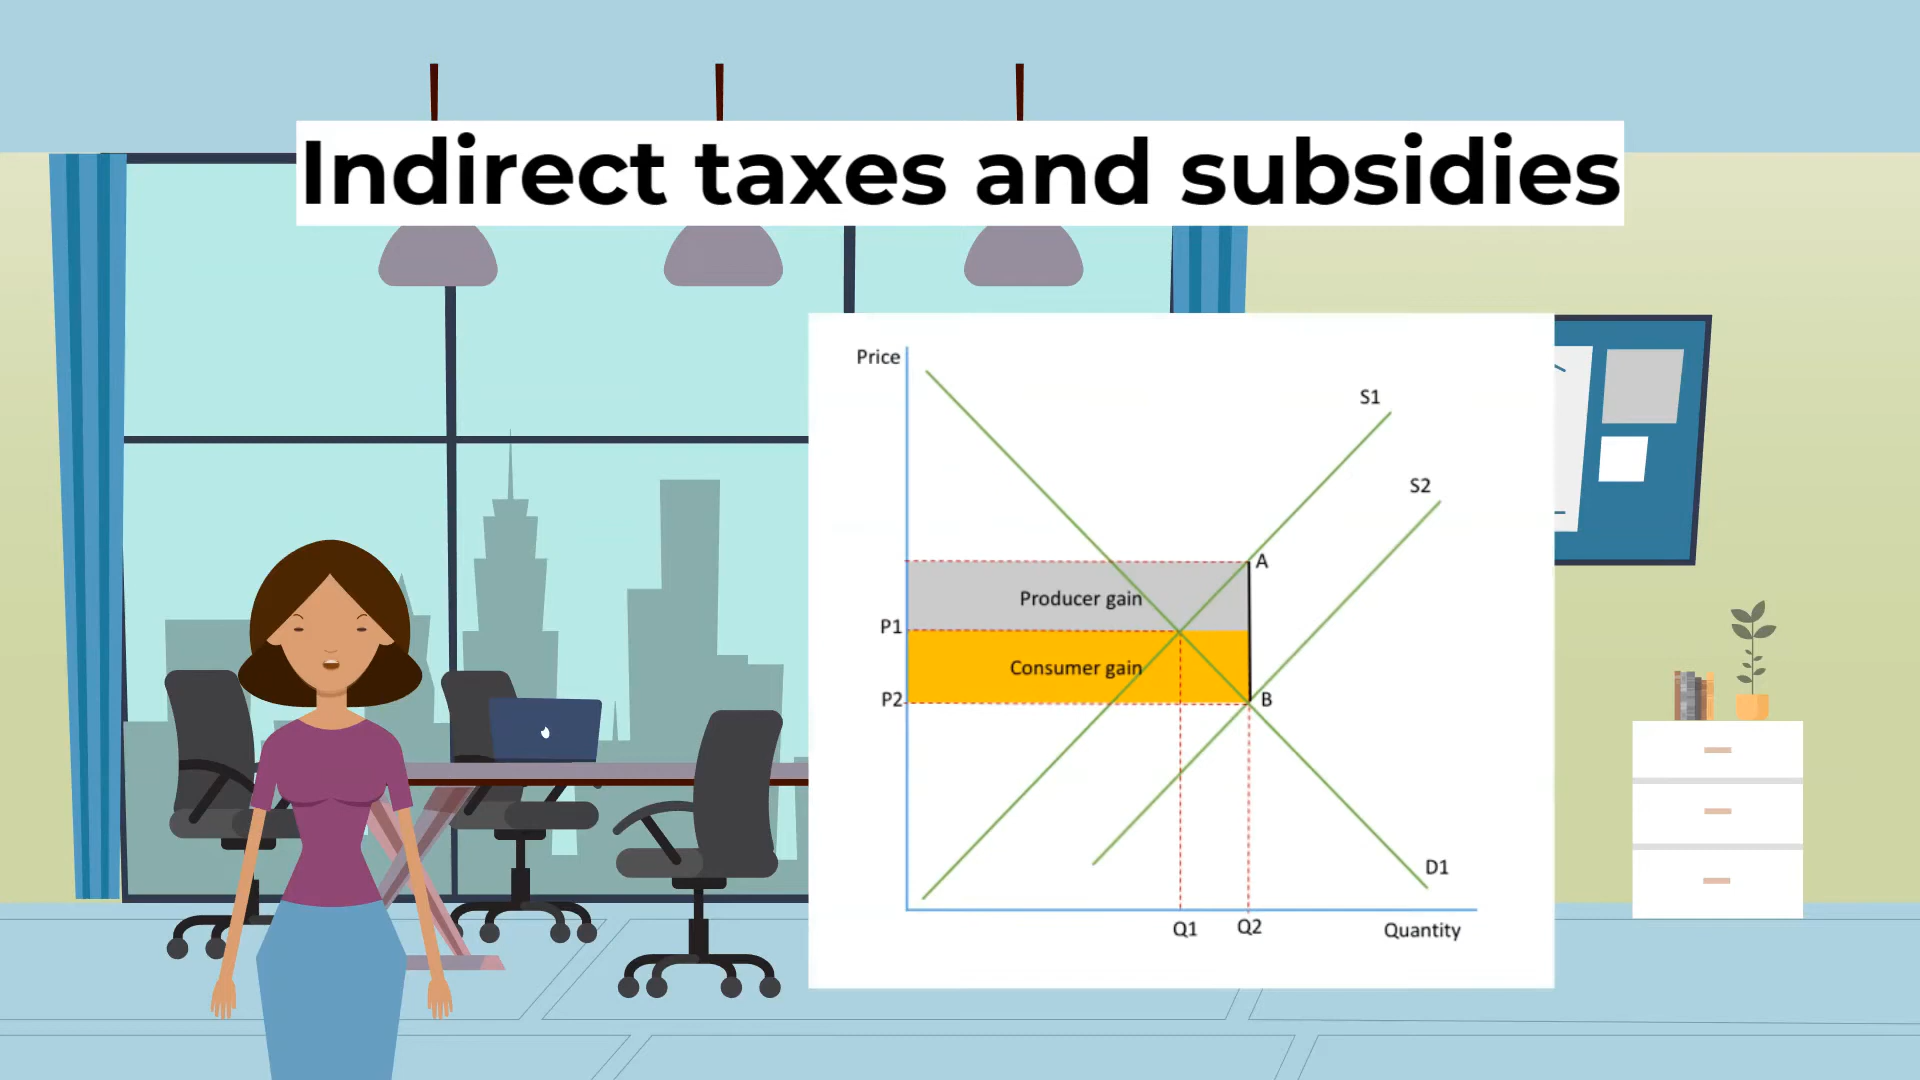 Indirect taxes and subsidies
Price
S1
S2
A
Producer gain
P1
Consumer gain
P2
B
D1
Q1
Q2
Quantity